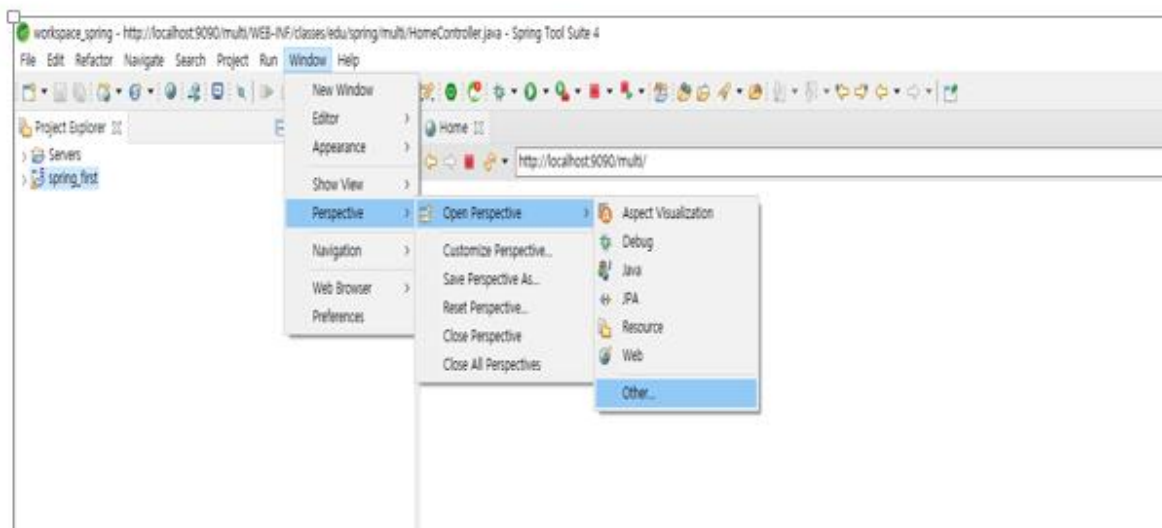 workspace_spring - http://localhost:9090/multi/WEB-INF/classes/edu/spring/multi/HomeController.java - Spring Tool Suite 4
File Edit Refactor Navigate Search Project Run Window Help
Project Explorer
Servers
spring_first
New Window
Editor
Appearance
Show View
Perspective
Navigation
Web Browser
Preferences
Home
http://localhost:9090/multi/
Open Perspective
Customize Perspective...
Save Perspective As...
Reset Perspective...
Close Perspective
Close All Perspectives
Aspect Visualization
Debug
Java
JPA
Resource
Web
Other...